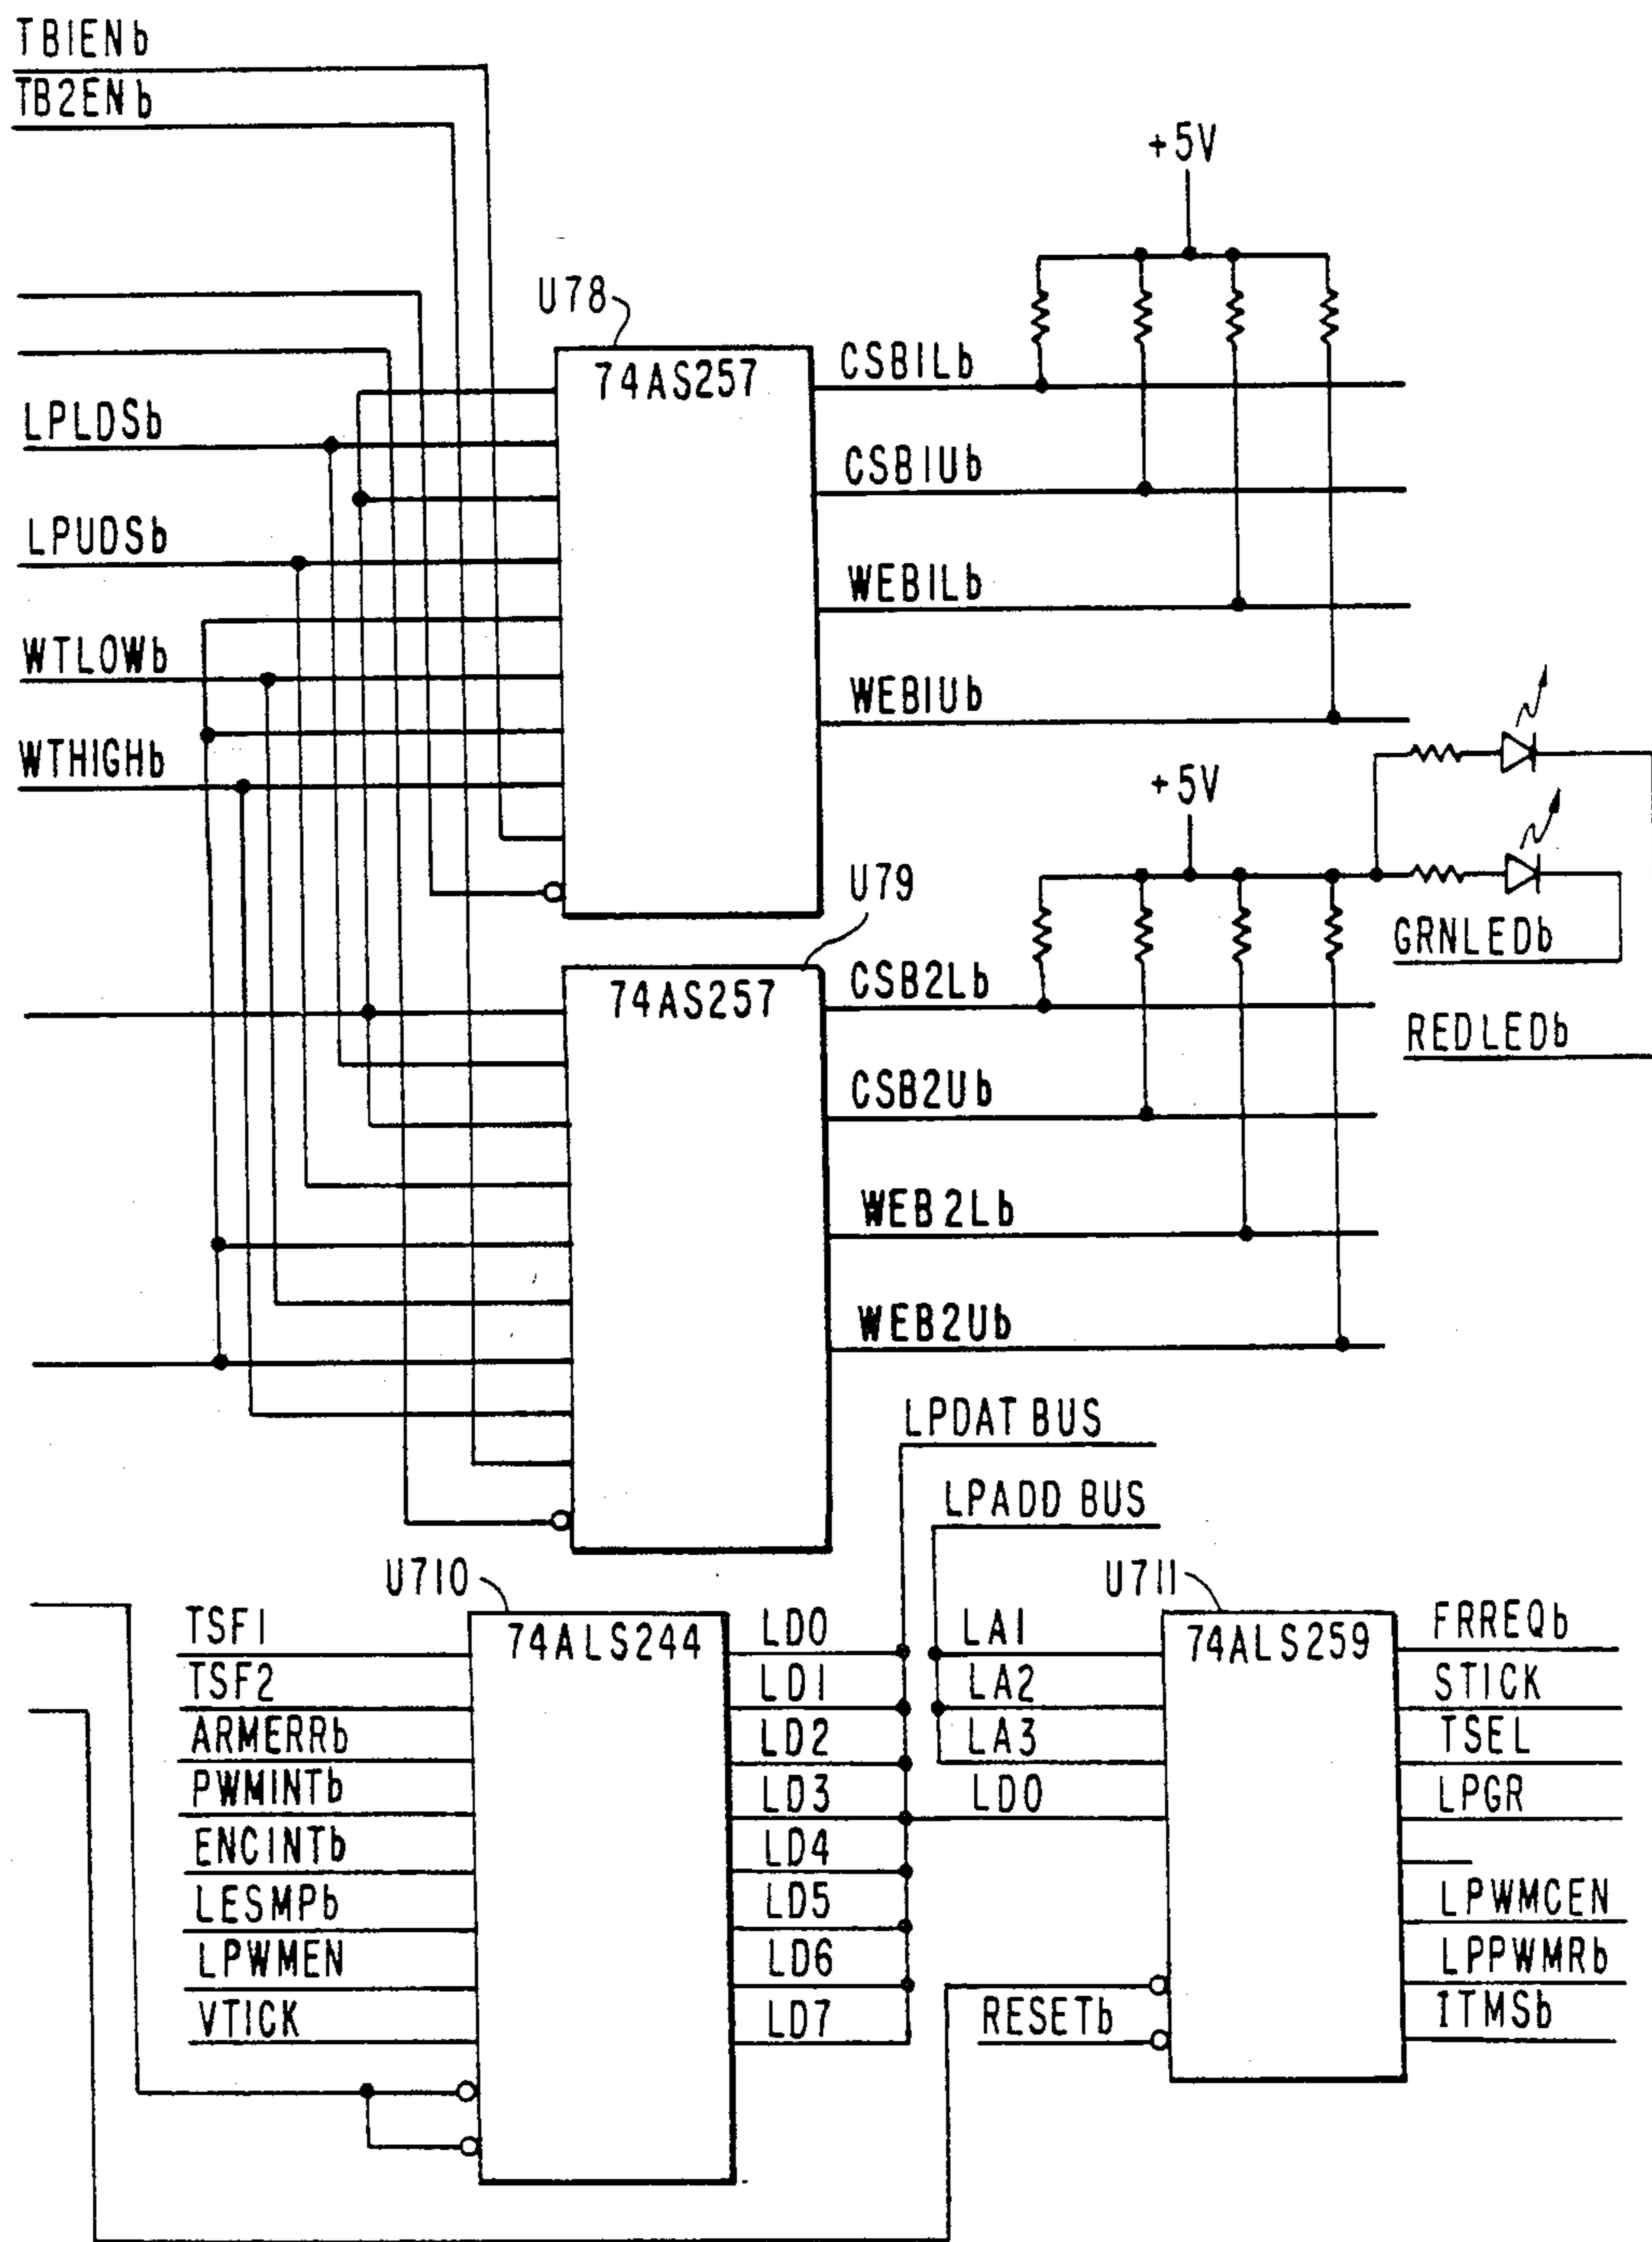 TB1ENb
TB2ENb
+5V
U78
74AS257
CSB1Lb
LPLDSb
CSB1Ub
LPUDSb
WEB1Lb
WTLOWb
WEB1Ub
WTHIGHb
+5V
U79
GRNLEDb
74AS257
CSB2Lb
REDLEDb
CSB2Ub
WEB2Lb
WEB2Ub
LPDAT BUS
LPADD BUS
U710
U711
TSF1
74ALS244
LD0
LA1
74ALS259
FRREQb
TSF2
LD1
LA2
STICK
ARMERRb
LD2
LA3
TSEL
PWMINTb
LD3
LD0
LPGR
ENCINTb
LD4
LESMPb
LD5
LPWMCEN
LPWMEN
LD6
LPPWMRb
VTICK
LD7
RESETb
ITMSb